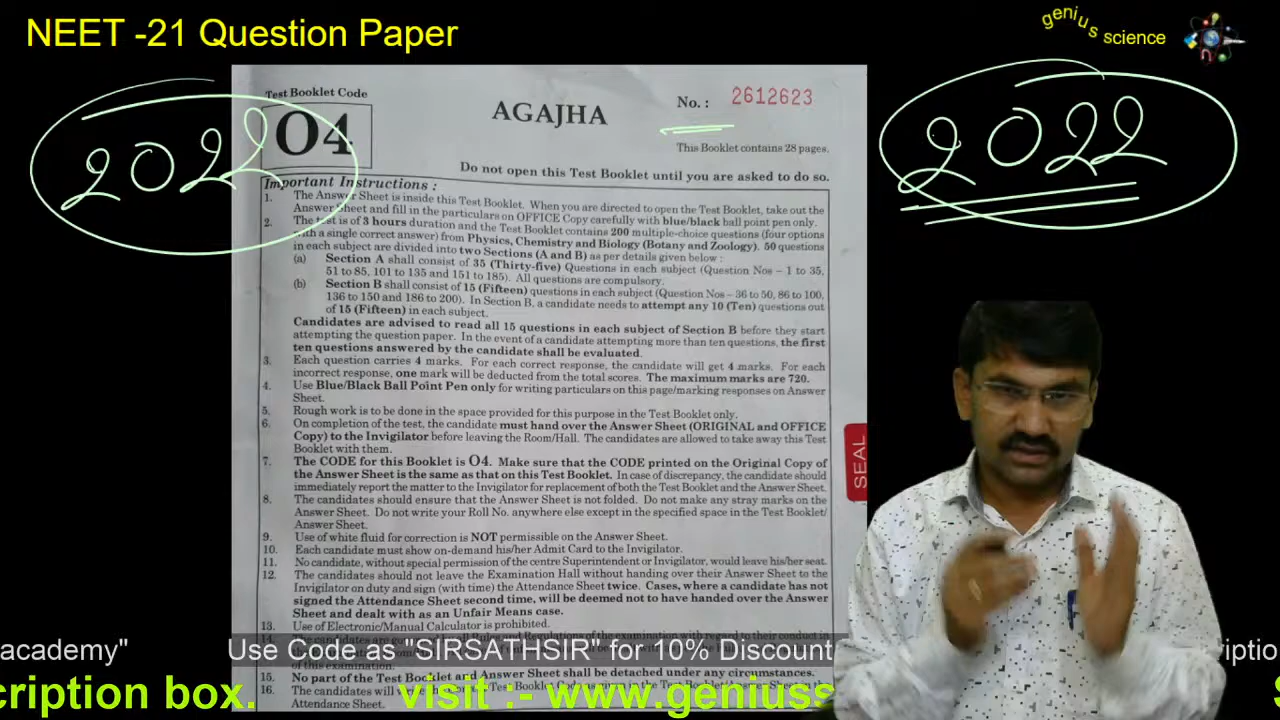 NEET -21 Question Paper
genius science
2022
2022
Test Booklet Code
O4
AGAJHA
No. : 2612623
This Booklet contains 28 pages.
Do not open this Test Booklet until you are asked to do so.
Important Instructions :
1. The Answer Sheet is inside this Test Booklet. When you are directed to open the Test Booklet, take out the
Answer Sheet and fill in the particulars on OFFICE Copy carefully with blue/black ball point pen only.
2. The test is of 3 hours duration and the Test Booklet contains 200 multiple-choice questions (four options
with a single correct answer) from Physics, Chemistry and Biology (Botany and Zoology). 50 questions
in each subject are divided into two Sections (A and B) as per details given below :
(a) Section A shall consist of 35 (Thirty-five) Questions in each subject (Question Nos – 1 to 35,
51 to 85, 101 to 135 and 151 to 185). All questions are compulsory.
(b) Section B shall consist of 15 (Fifteen) questions in each subject (Question Nos – 36 to 50, 86 to 100,
136 to 150 and 186 to 200). In Section B, a candidate needs to attempt any 10 (Ten) questions out
of 15 (Fifteen) in each subject.
Candidates are advised to read all 15 questions in each subject of Section B before they start
attempting the question paper. In the event of a candidate attempting more than ten questions, the first
ten questions answered by the candidate shall be evaluated.
3. Each question carries 4 marks. For each correct response, the candidate will get 4 marks. For each
incorrect response, one mark will be deducted from the total scores. The maximum marks are 720.
4. Use Blue/Black Ball Point Pen only for writing particulars on this page/marking responses on Answer
Sheet.
5. Rough work is to be done in the space provided for this purpose in the Test Booklet only.
6. On completion of the test, the candidate must hand over the Answer Sheet (ORIGINAL and OFFICE
Copy) to the Invigilator before leaving the Room/Hall. The candidates are allowed to take away this Test
Booklet with them.
7. The CODE for this Booklet is O4. Make sure that the CODE printed on the Original Copy of
the Answer Sheet is the same as that on this Test Booklet. In case of discrepancy, the candidate should
immediately report the matter to the Invigilator for replacement of both the Test Booklet and the Answer Sheet.
8. The candidates should ensure that the Answer Sheet is not folded. Do not make any stray marks on the
Answer Sheet. Do not write your Roll No. anywhere else except in the specified space in the Test Booklet/
Answer Sheet.
9. Use of white fluid for correction is NOT permissible on the Answer Sheet.
10. Each candidate must show on-demand his/her Admit Card to the Invigilator.
11. No candidate, without special permission of the centre Superintendent or Invigilator, would leave his/her seat.
12. The candidates should not leave the Examination Hall without handing over their Answer Sheet to the
Invigilator on duty and sign (with time) the Attendance Sheet twice. Cases, where a candidate has not
signed the Attendance Sheet second time, will be deemed not to have handed over the Answer
Sheet and dealt with as an Unfair Means case.
13. Use of Electronic/Manual Calculator is prohibited.
14. The candidates are governed by all Rules and Regulations of the examination with regard to their conduct in
of this examination.
15. No part of the Test Booklet and Answer Sheet shall be detached under any circumstances.
16. The candidates will
Attendance Sheet.
SEAL
academy" Use Code as "SIRSATHSIR" for 10% Discount criptio
cription box. visit :- www.geniuss